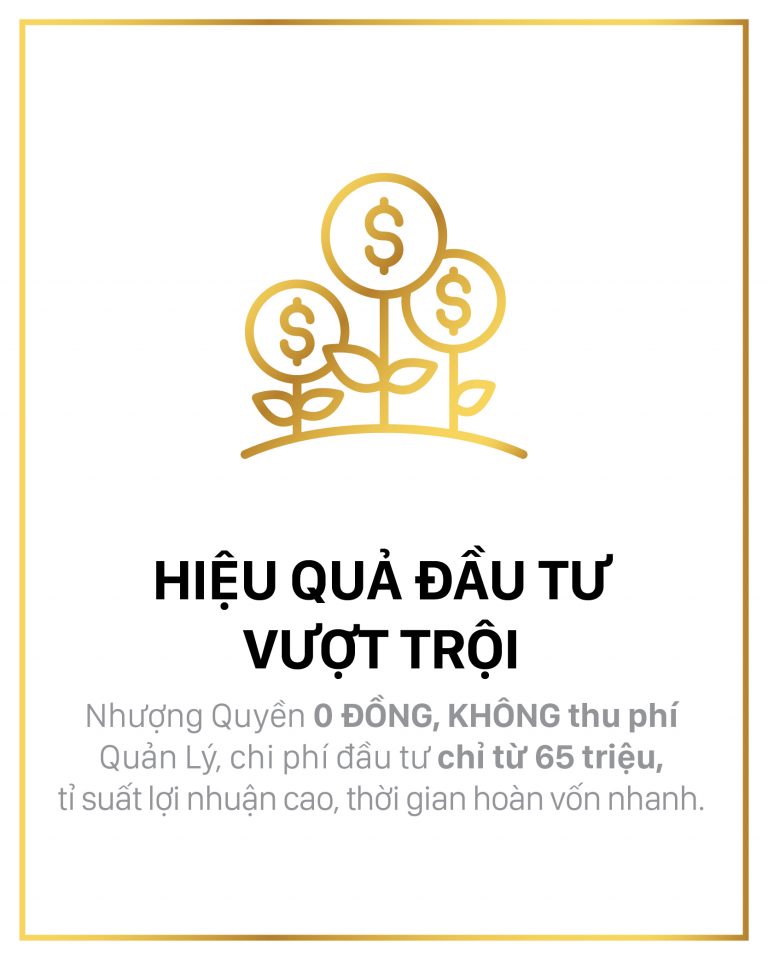 HIỆU QUẢ ĐẦU TƯ
VƯỢT TRỘI
Nhượng Quyền 0 ĐỒNG, KHÔNG thu phí
Quản Lý, chi phí đầu tư chỉ từ 65 triệu,
tỉ suất lợi nhuận cao, thời gian hoàn vốn nhanh.